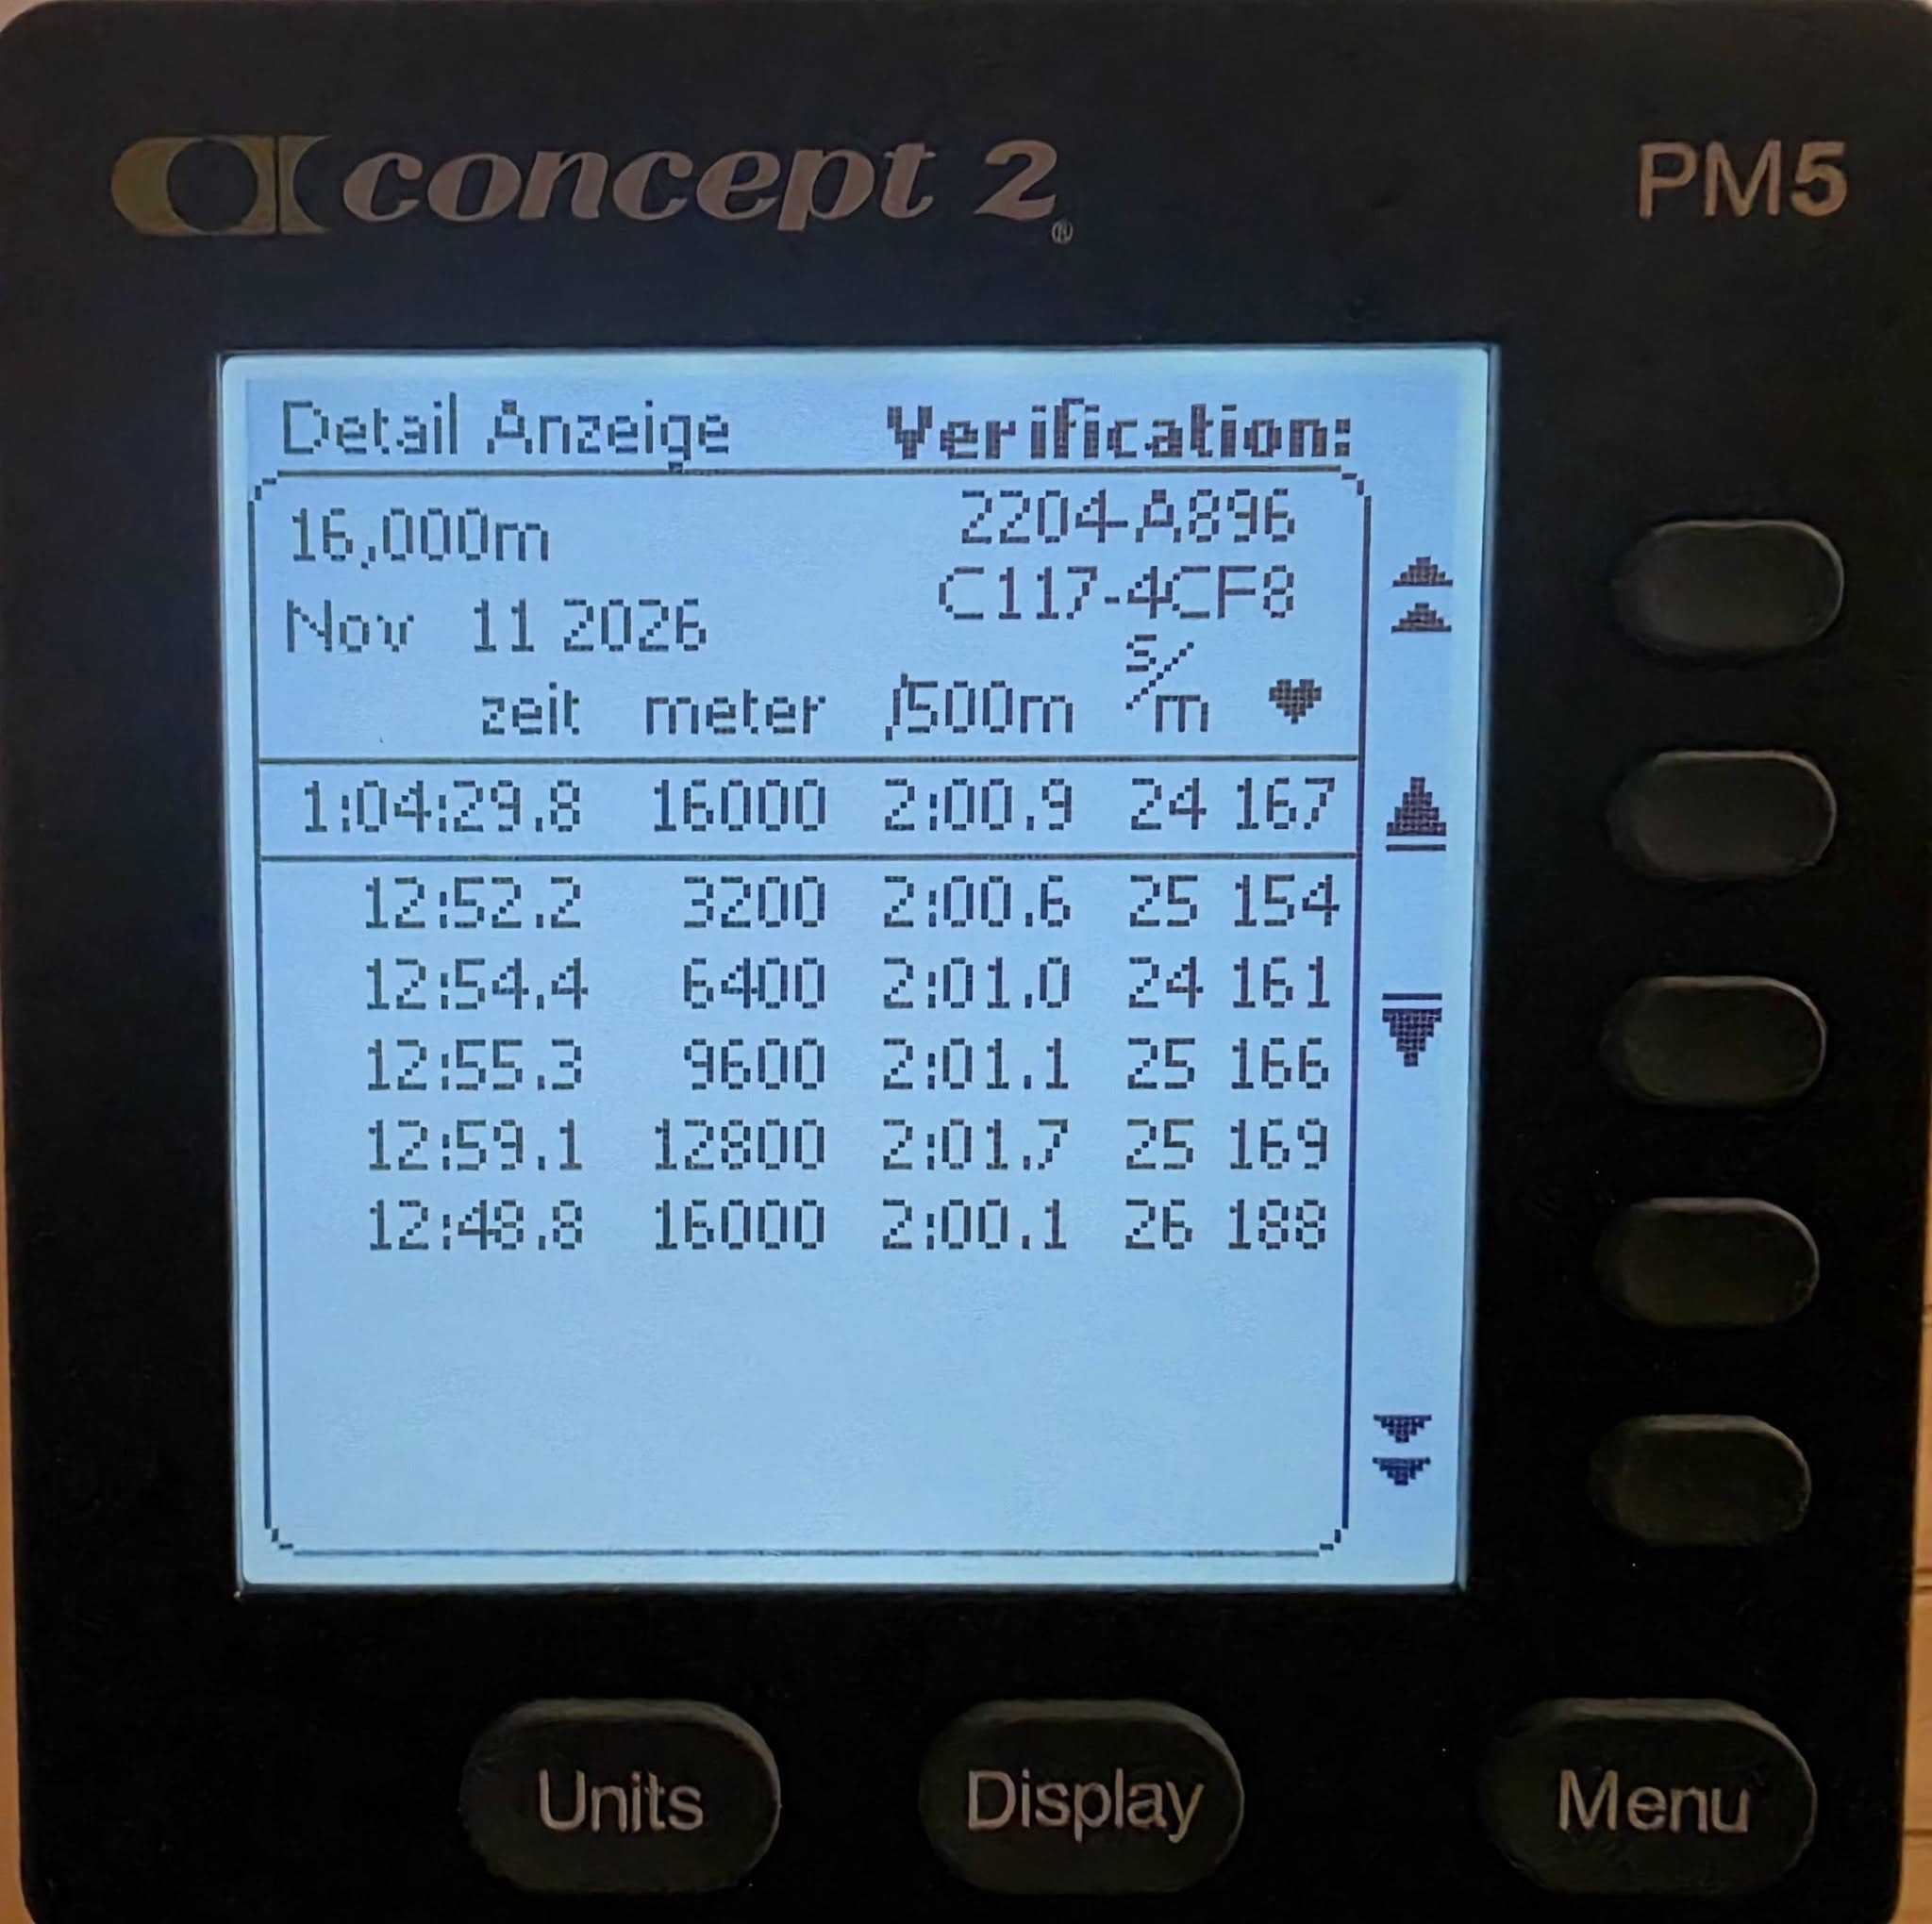 concept 2® PM5
Detail Anzeige Verification:
16,000m 2204-A896
C117-4CF8
Nov 11 2026
zeit meter /500m s/m ♥
1:04:29.8 16000 2:00.9 24 167
12:52.2 3200 2:00.6 25 154
12:54.4 6400 2:01.0 24 161
12:55.3 9600 2:01.1 25 166
12:59.1 12800 2:01.7 25 169
12:48.8 16000 2:00.1 26 188
Units Display Menu